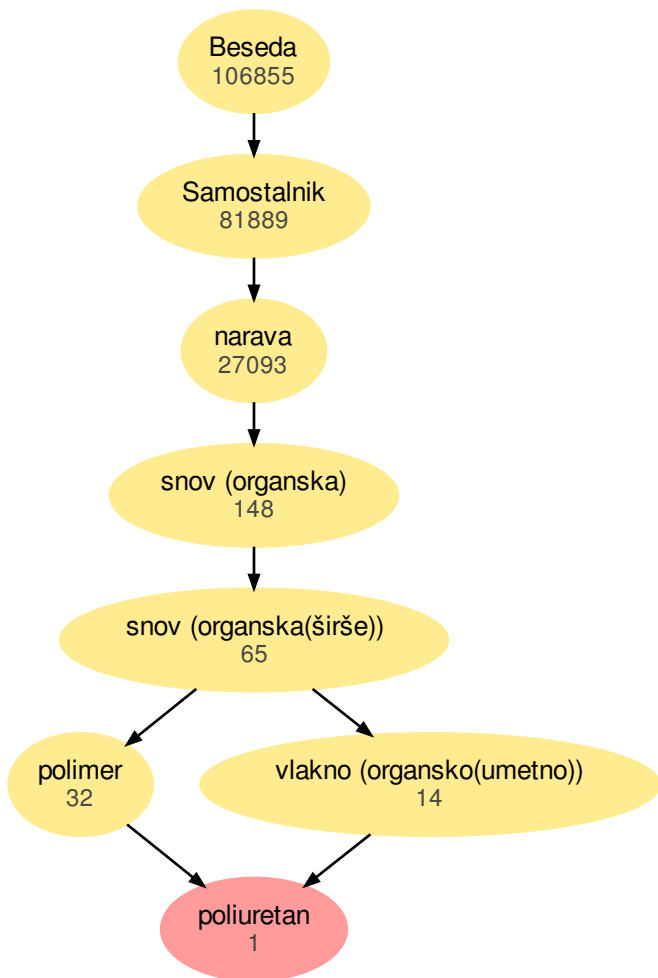 Beseda
106855
Samostalnik
81889
narava
27093
snov (organska)
148
snov (organska(širše))
65
polimer
32
vlakno (organsko(umetno))
14
poliuretan
1